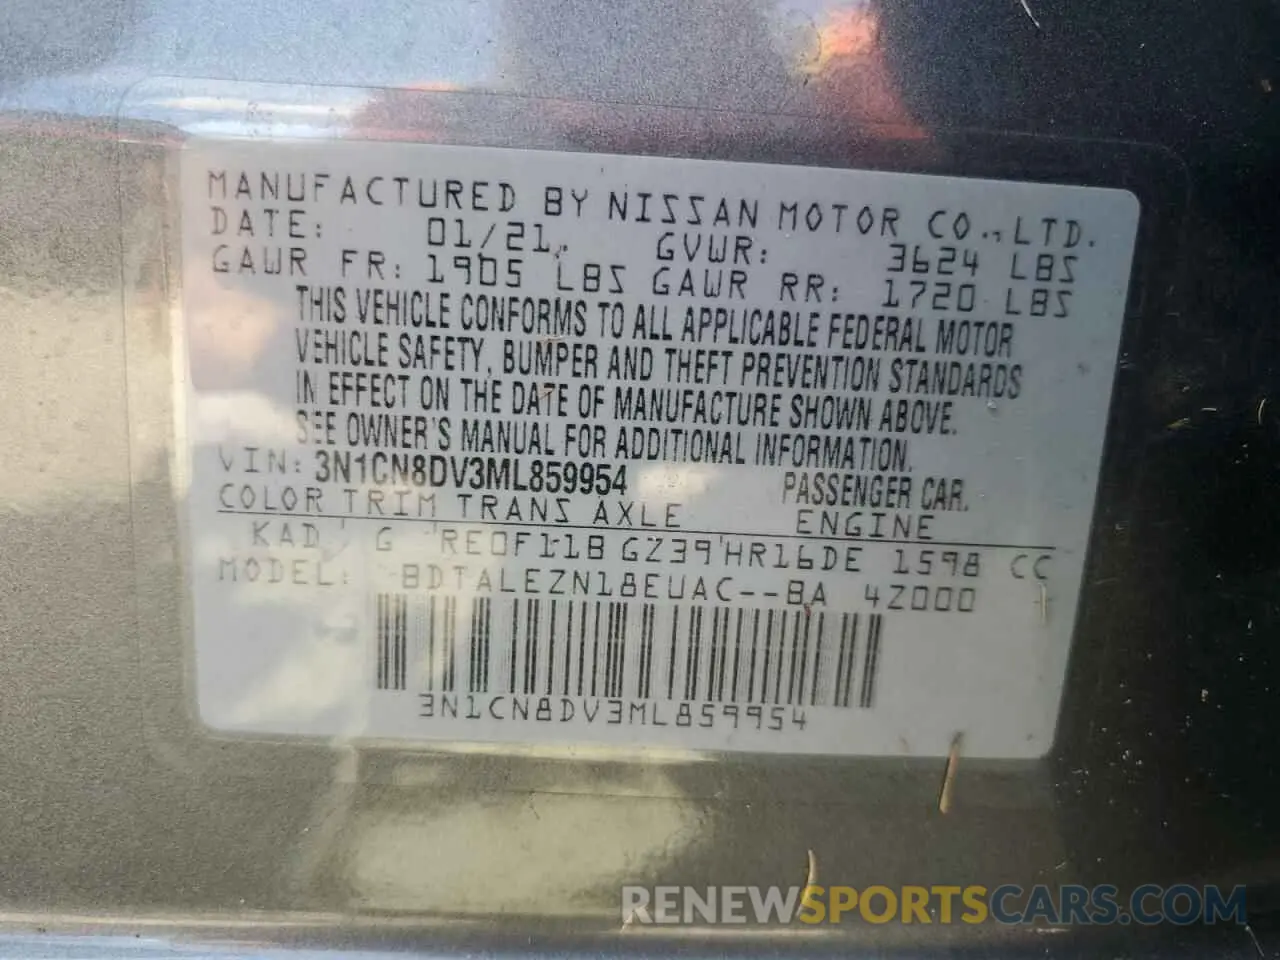 MANUFACTURED BY NISSAN MOTOR CO., LTD.
DATE: 01/21 GVWR: 3624 LBS
GAWR FR: 1905 LBS GAWR RR: 1720 LBS
THIS VEHICLE CONFORMS TO ALL APPLICABLE FEDERAL MOTOR
VEHICLE SAFETY, BUMPER AND THEFT PREVENTION STANDARDS
IN EFFECT ON THE DATE OF MANUFACTURE SHOWN ABOVE.
SEE OWNER'S MANUAL FOR ADDITIONAL INFORMATION.
VIN: 3N1CN8DV3ML859954 PASSENGER CAR.
COLOR TRIM TRANS AXLE ENGINE
KAD G RE0F11B GZ39 HR16DE 1598 CC
MODEL: BDTALEZN18EUAC--BA 4Z000
3N1CN8DV3ML859954
RENEWSPORTSCARS.COM